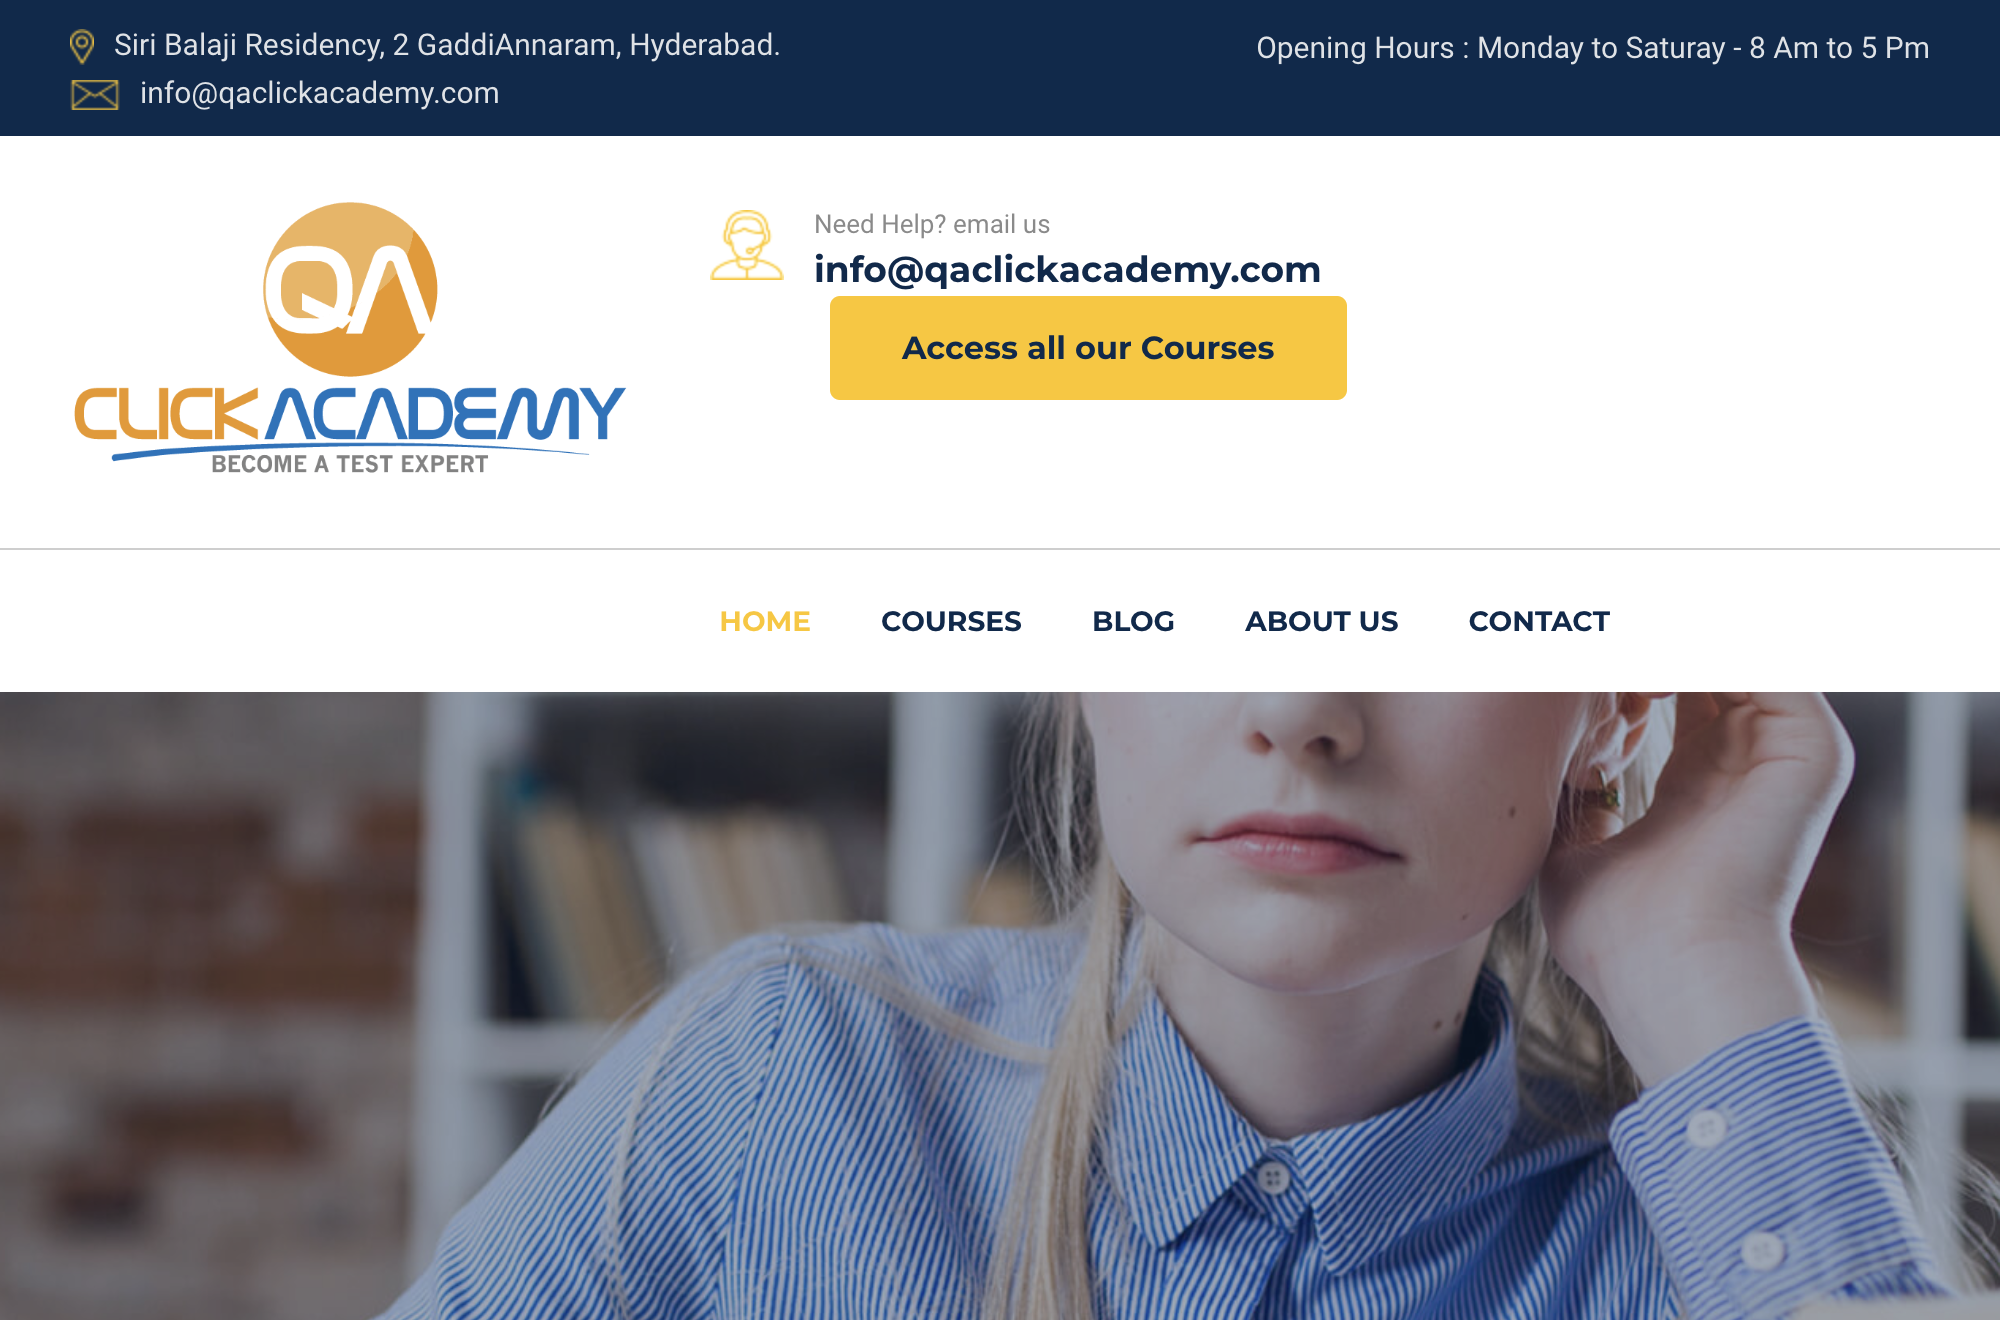 Siri Balaji Residency, 2 GaddiAnnaram, Hyderabad.
info@qaclickacademy.com
Opening Hours : Monday to Saturay - 8 Am to 5 Pm
QA
CLICKACADEMY
BECOME A TEST EXPERT
Need Help? email us
info@qaclickacademy.com
Access all our Courses
HOME COURSES BLOG ABOUT US CONTACT